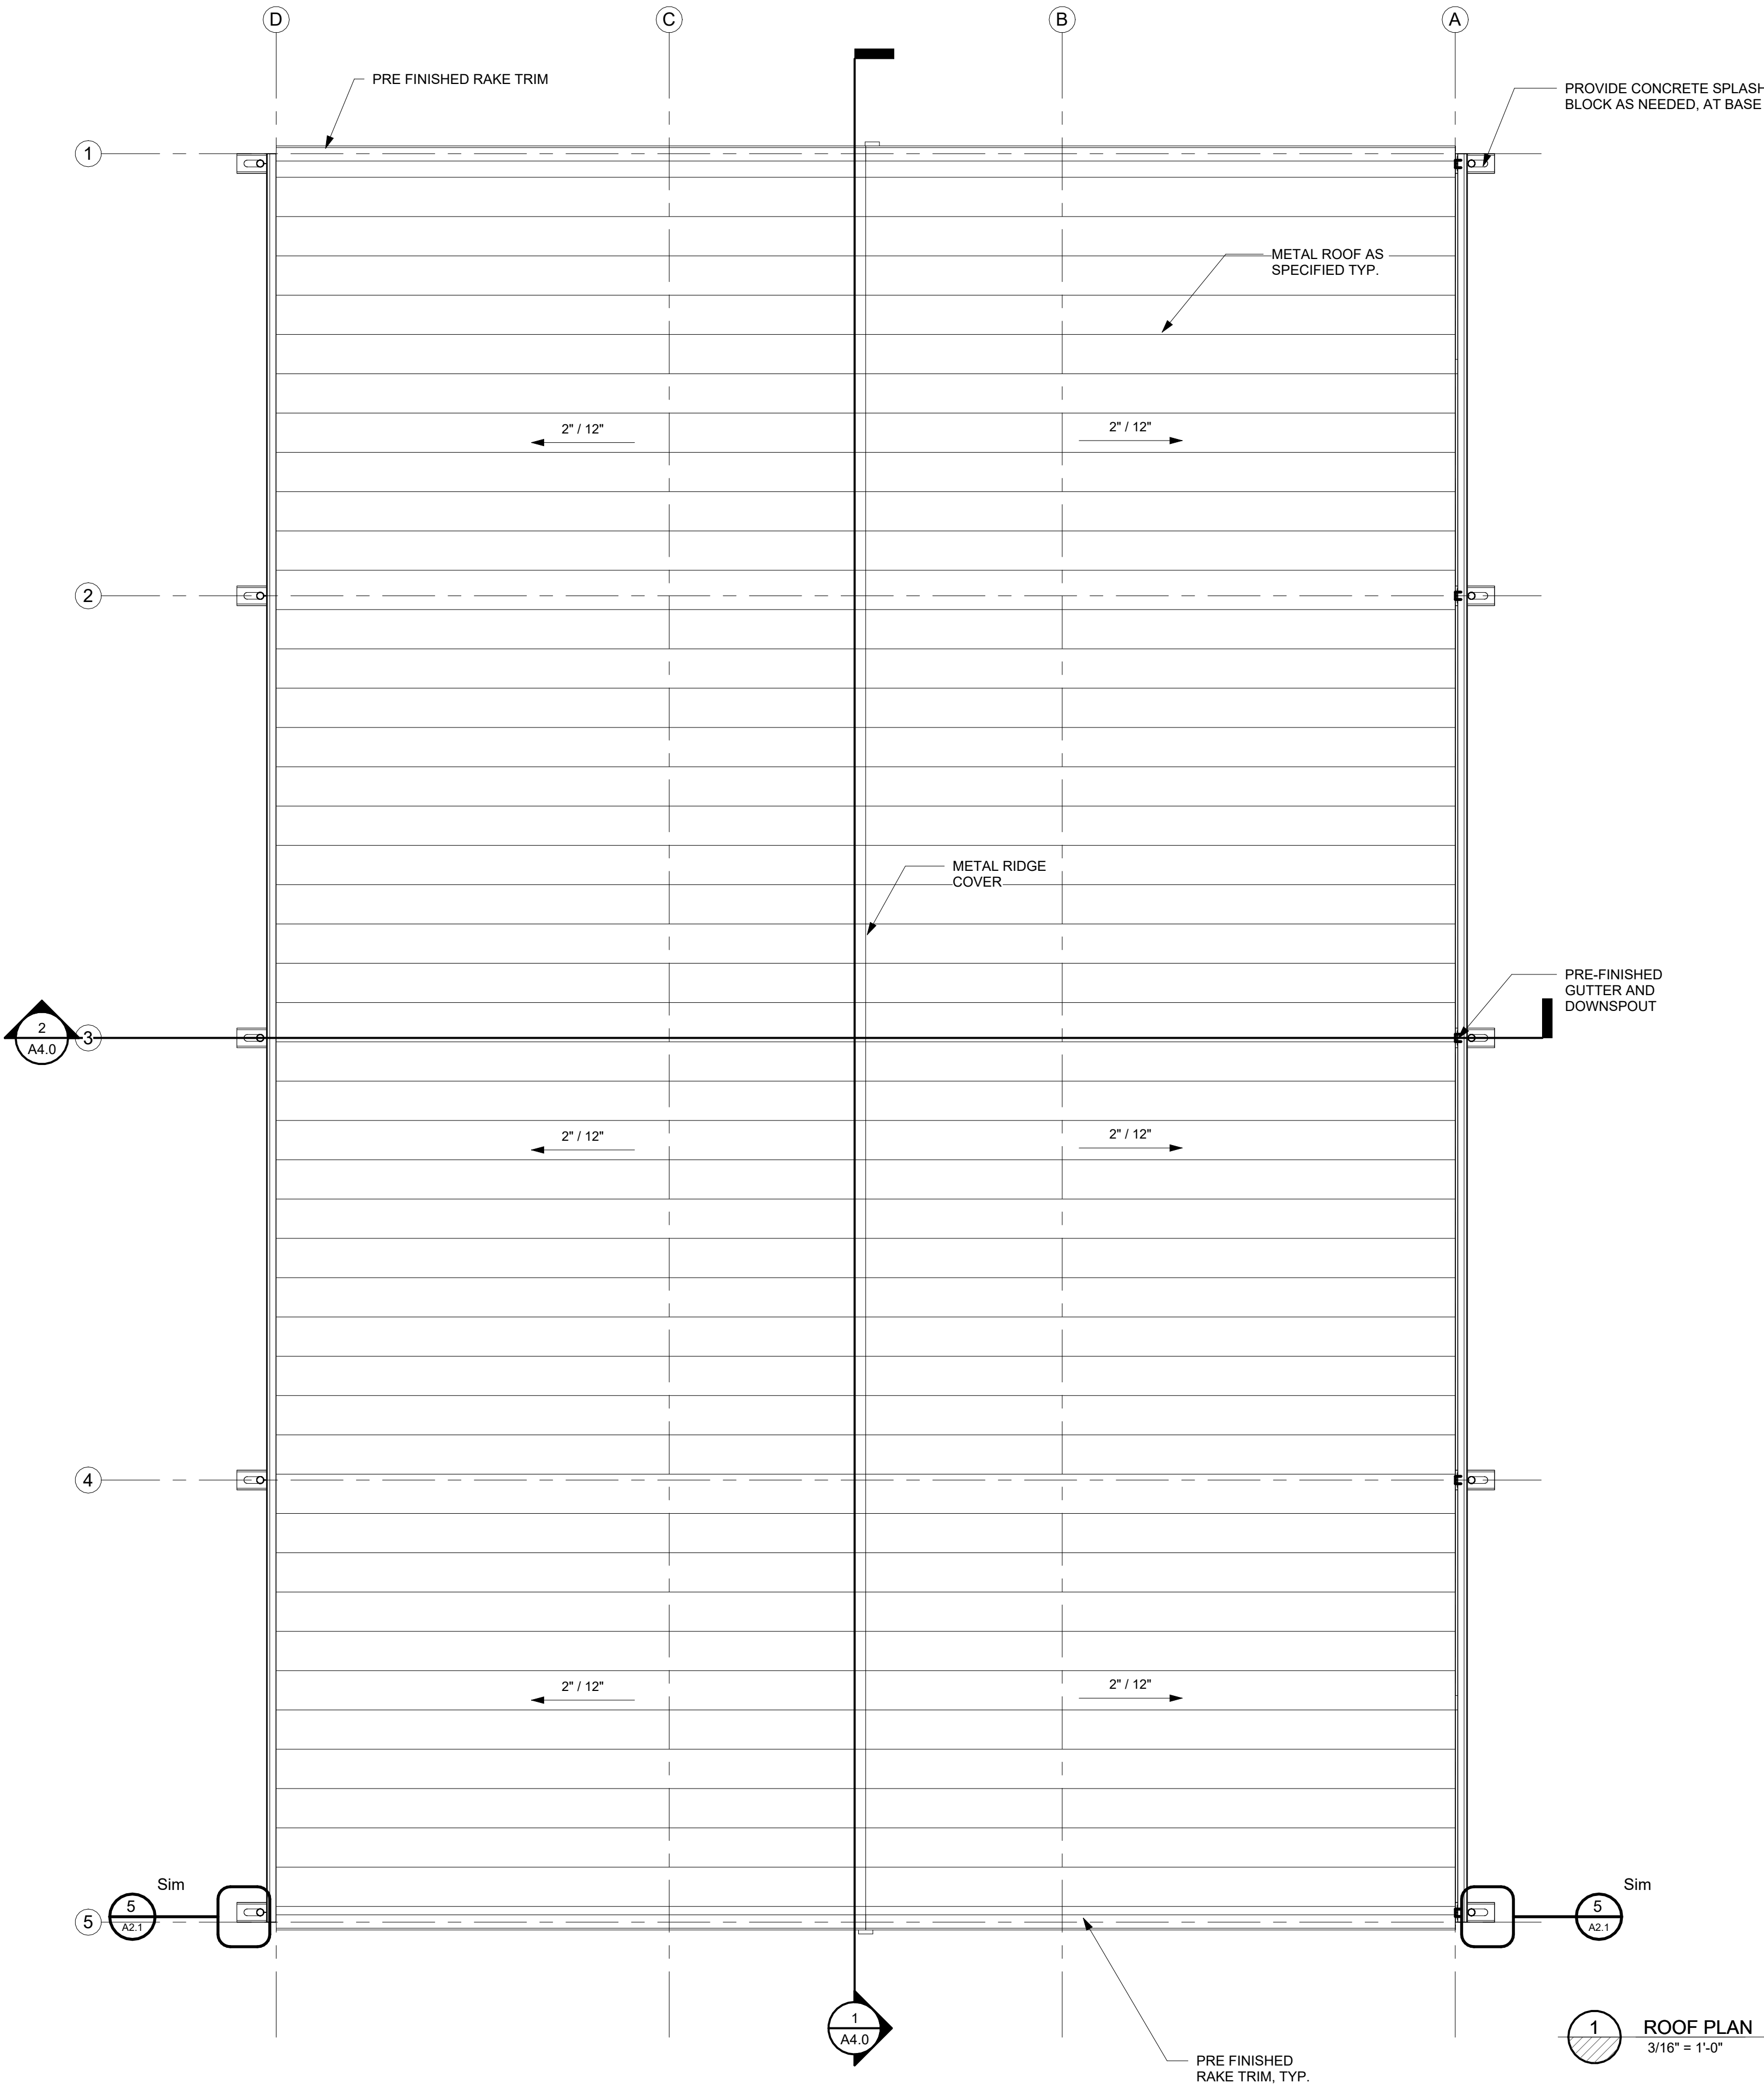 D
C
B
A
PRE FINISHED RAKE TRIM
PROVIDE CONCRETE SPLASH
BLOCK AS NEEDED, AT BASE
1
METAL ROOF AS
SPECIFIED TYP.
2" / 12"
2" / 12"
2
METAL RIDGE
COVER
PRE-FINISHED
GUTTER AND
DOWNSPOUT
2
A4.0
3
2" / 12"
2" / 12"
4
2" / 12"
2" / 12"
Sim
5
A2.1
5
Sim
5
A2.1
1
A4.0
1
ROOF PLAN
3/16" = 1'-0"
PRE FINISHED
RAKE TRIM, TYP.